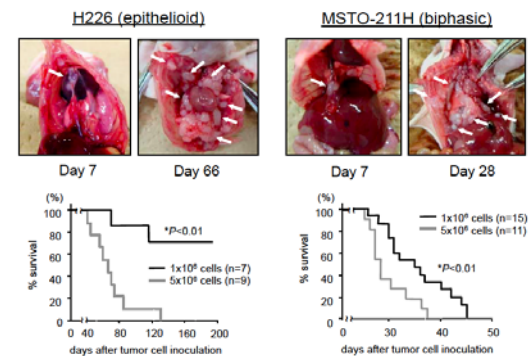 H226 (epithelioid)
MSTO-211H (biphasic)
Day 7
Day 66
Day 7
Day 28
(%)
100
80
60
40
20
0
% survival
*P<0.01
1x10⁶ cells (n=7)
5x10⁶ cells (n=9)
0
40
80
120
160
200
days after tumor cell inoculation
(%)
100
80
60
40
20
0
% survival
1x10⁶ cells (n=15)
5x10⁶ cells (n=11)
*P<0.01
0
30
40
50
days after tumor cell inoculation